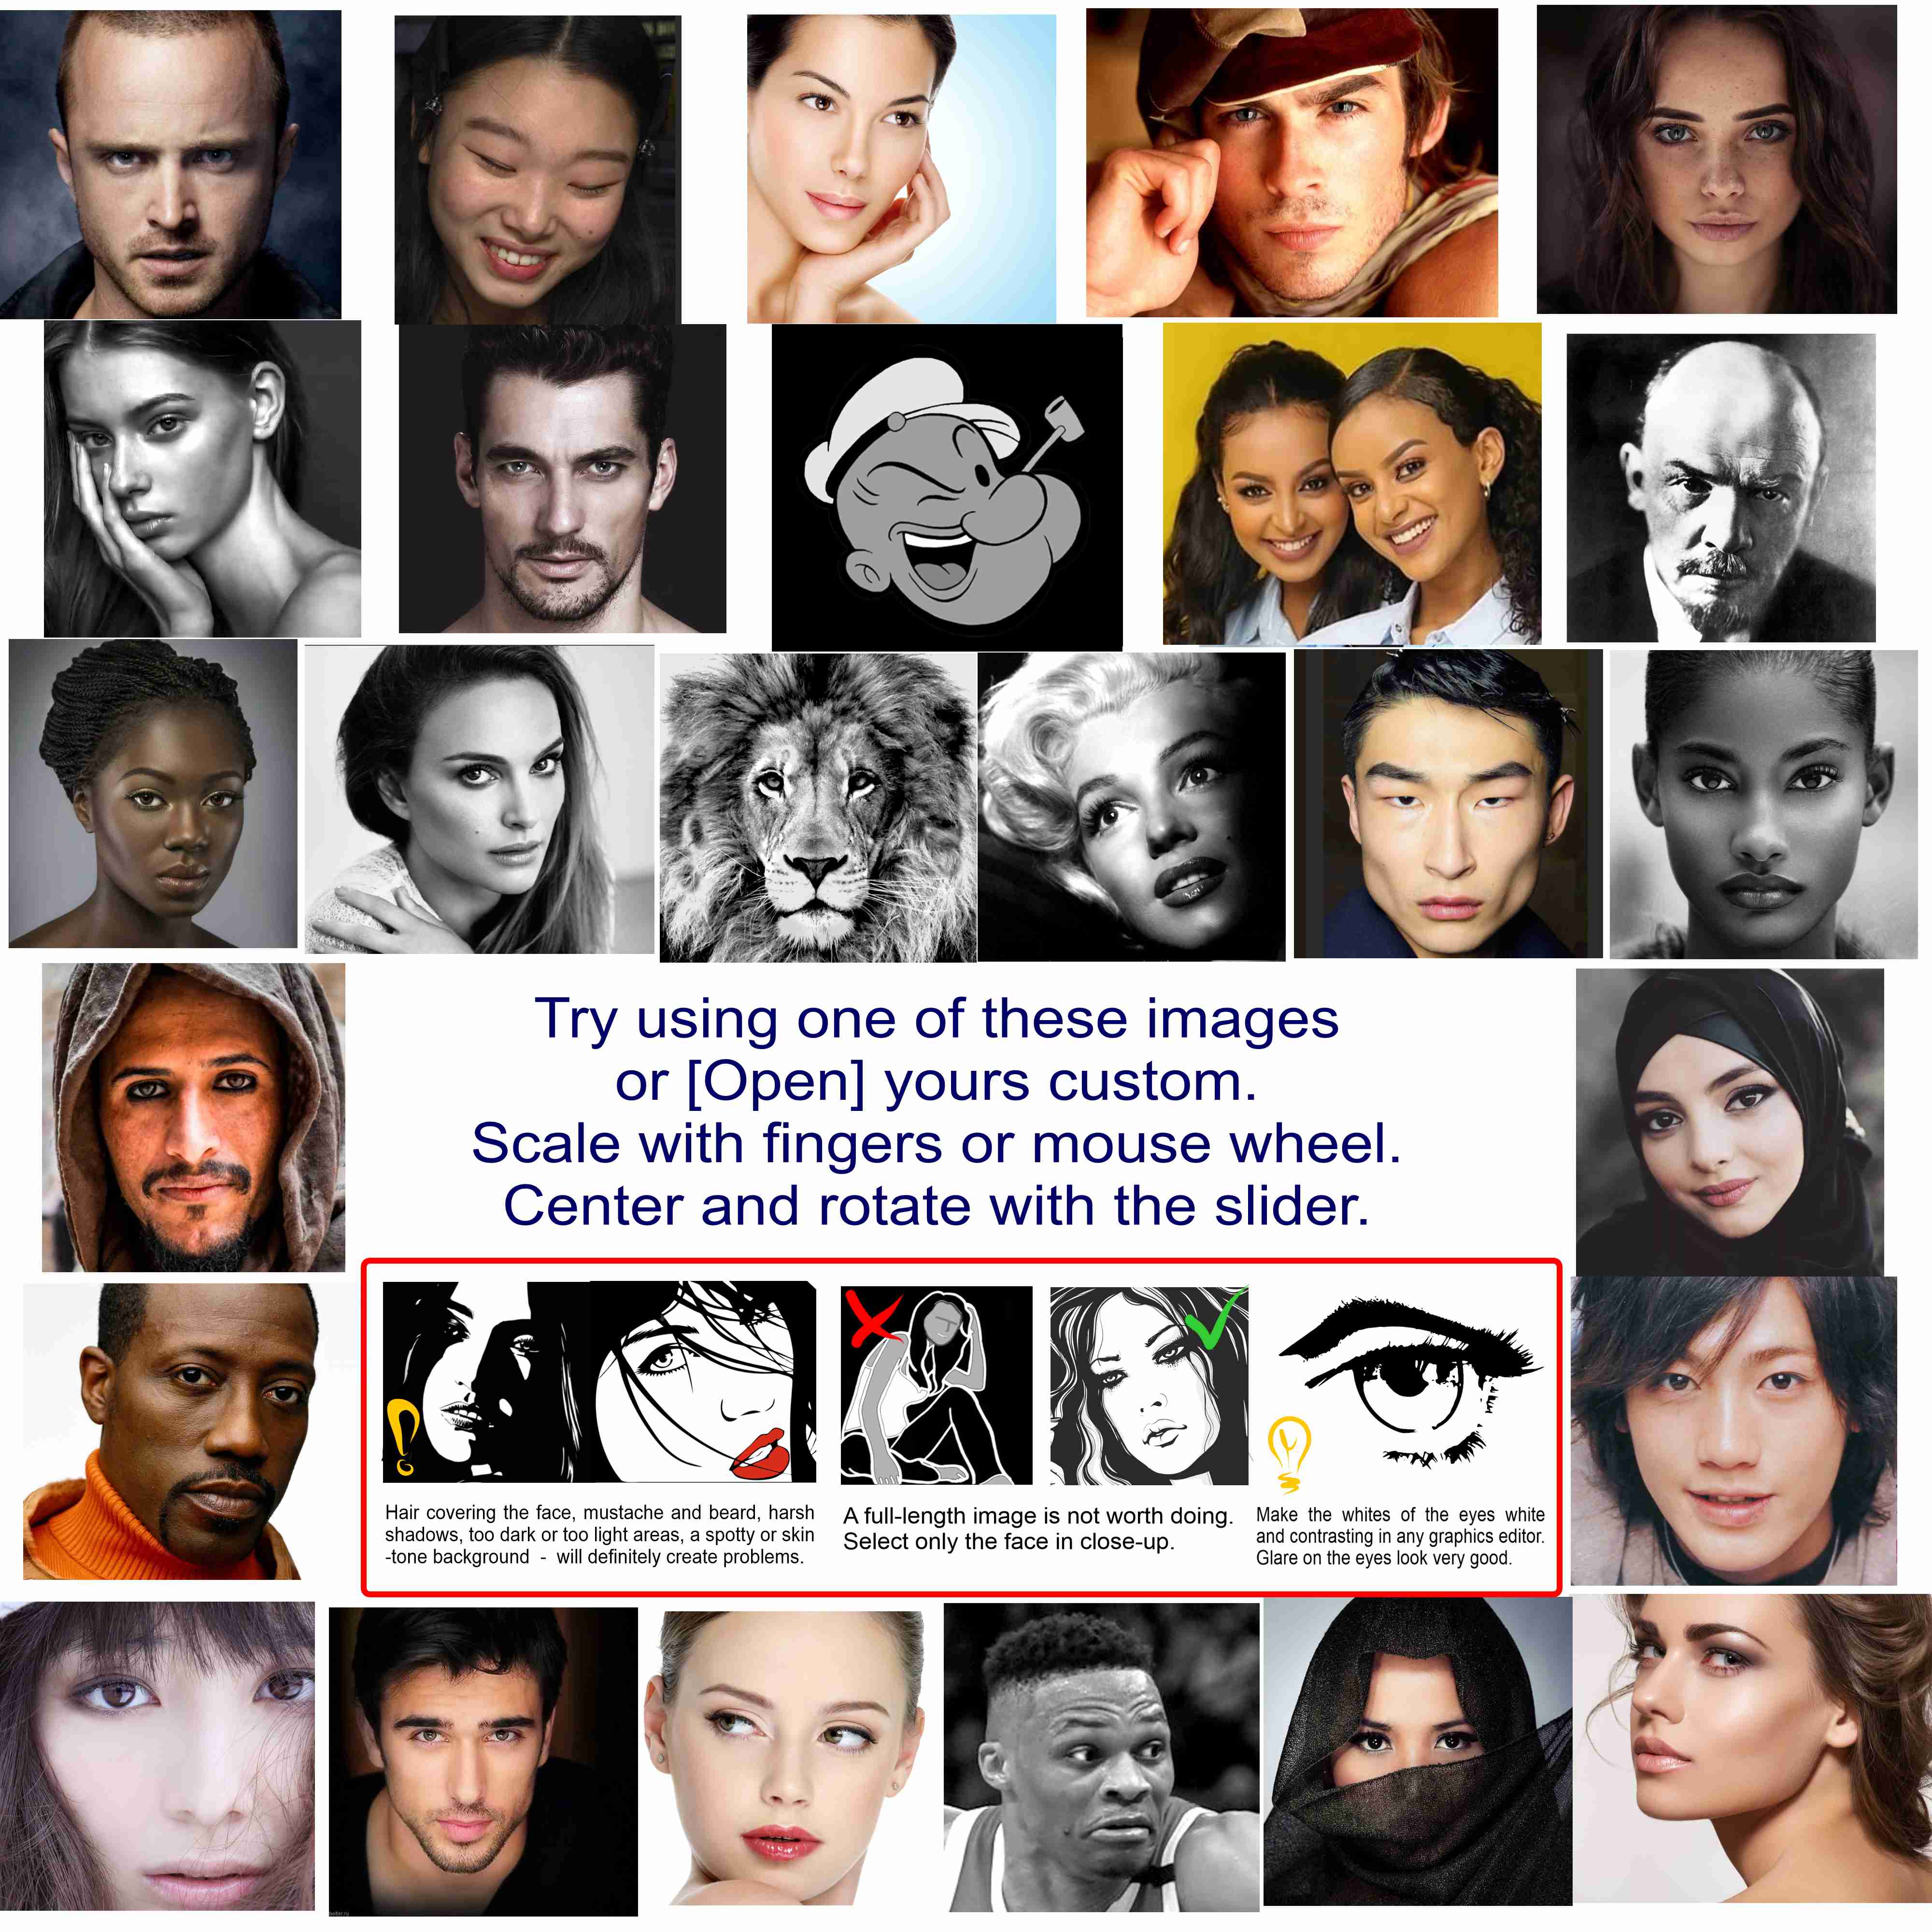 Try using one of these images
or [Open] yours custom.
Scale with fingers or mouse wheel.
Center and rotate with the slider.
Hair covering the face, mustache and beard, harsh
shadows, too dark or too light areas, a spotty or skin
-tone background - will definitely create problems.
A full-length image is not worth doing.
Select only the face in close-up.
Make the whites of the eyes white
and contrasting in any graphics editor.
Glare on the eyes look very good.